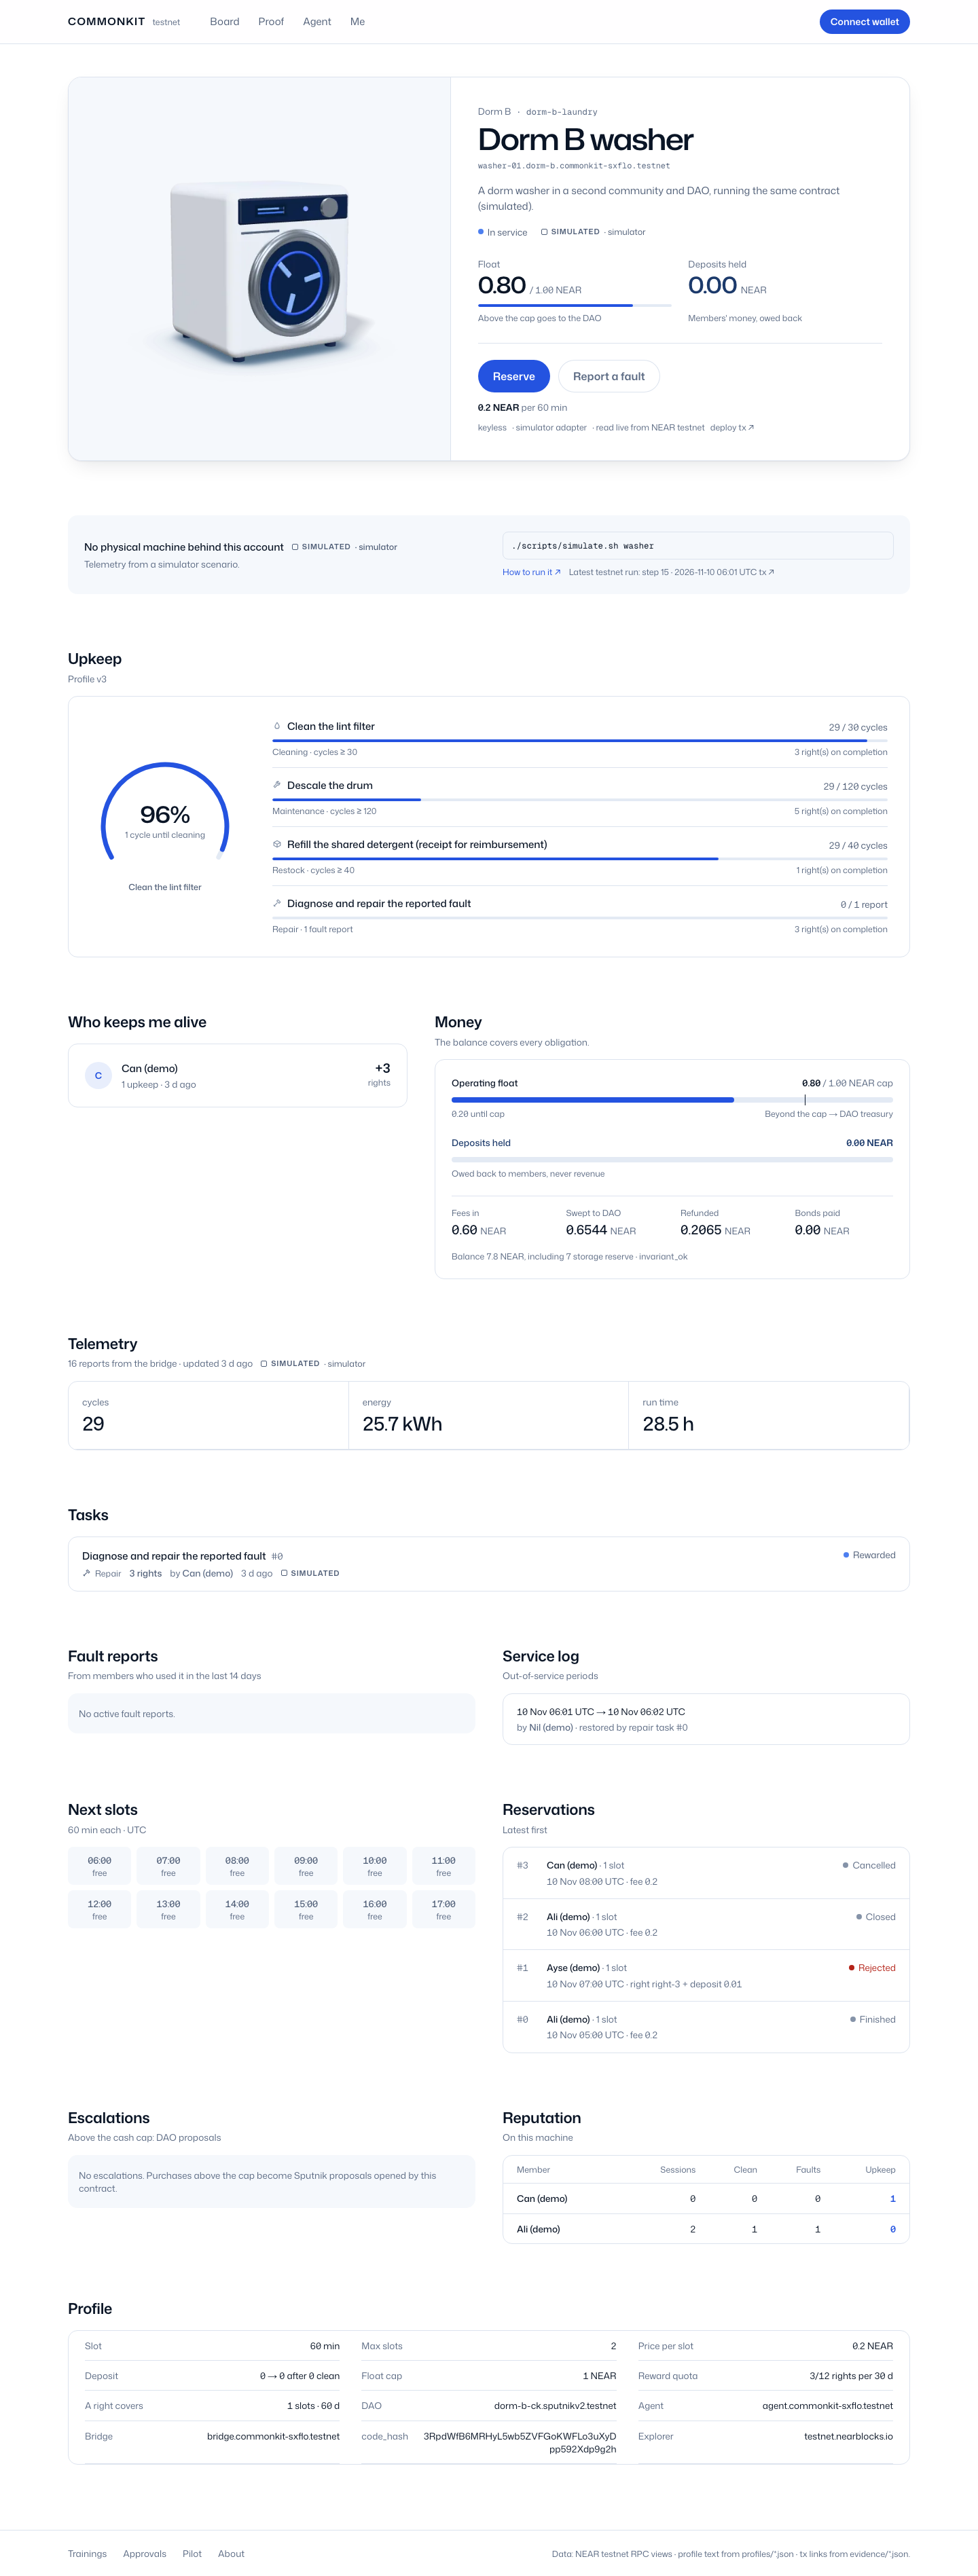 COMMONKIT testnet Board Proof Agent Me Connect wallet
Dorm B · dorm-b-laundry
Dorm B washer
washer-01.dorm-b.commonkit-sxflo.testnet
A dorm washer in a second community and DAO, running the same contract
(simulated).
In service SIMULATED · simulator
Float Deposits held
0.80 / 1.00 NEAR 0.00 NEAR
Above the cap goes to the DAO Members' money, owed back
Reserve Report a fault
0.2 NEAR per 60 min
keyless · simulator adapter · read live from NEAR testnet deploy tx ↗
No physical machine behind this account SIMULATED · simulator
Telemetry from a simulator scenario.
./scripts/simulate.sh washer
How to run it ↗ Latest testnet run: step 15 · 2026-11-10 06:01 UTC tx ↗
Upkeep
Profile v3
96%
1 cycle until cleaning
Clean the lint filter
Clean the lint filter 29 / 30 cycles
Cleaning · cycles ≥ 30 3 right(s) on completion
Descale the drum 29 / 120 cycles
Maintenance · cycles ≥ 120 5 right(s) on completion
Refill the shared detergent (receipt for reimbursement) 29 / 40 cycles
Restock · cycles ≥ 40 1 right(s) on completion
Diagnose and repair the reported fault 0 / 1 report
Repair · 1 fault report 3 right(s) on completion
Who keeps me alive
C Can (demo) +3
1 upkeep · 3 d ago rights
Money
The balance covers every obligation.
Operating float 0.80 / 1.00 NEAR cap
0.20 until cap Beyond the cap → DAO treasury
Deposits held 0.00 NEAR
Owed back to members, never revenue
Fees in Swept to DAO Refunded Bonds paid
0.60 NEAR 0.6544 NEAR 0.2065 NEAR 0.00 NEAR
Balance 7.8 NEAR, including 7 storage reserve · invariant_ok
Telemetry
16 reports from the bridge · updated 3 d ago SIMULATED · simulator
cycles energy run time
29 25.7 kWh 28.5 h
Tasks
Diagnose and repair the reported fault #0 Rewarded
Repair 3 rights by Can (demo) 3 d ago SIMULATED
Fault reports
From members who used it in the last 14 days
No active fault reports.
Service log
Out-of-service periods
10 Nov 06:01 UTC → 10 Nov 06:02 UTC
by Nil (demo) · restored by repair task #0
Next slots
60 min each · UTC
06:00 07:00 08:00 09:00 10:00 11:00
free free free free free free
12:00 13:00 14:00 15:00 16:00 17:00
free free free free free free
Reservations
Latest first
#3 Can (demo) · 1 slot Cancelled
10 Nov 08:00 UTC · fee 0.2
#2 Ali (demo) · 1 slot Closed
10 Nov 06:00 UTC · fee 0.2
#1 Ayse (demo) · 1 slot Rejected
10 Nov 07:00 UTC · right right-3 + deposit 0.01
#0 Ali (demo) · 1 slot Finished
10 Nov 05:00 UTC · fee 0.2
Escalations
Above the cash cap: DAO proposals
No escalations. Purchases above the cap become Sputnik proposals opened by this
contract.
Reputation
On this machine
Member Sessions Clean Faults Upkeep
Can (demo) 0 0 0 1
Ali (demo) 2 1 1 0
Profile
Slot 60 min Max slots 2 Price per slot 0.2 NEAR
Deposit 0 → 0 after 0 clean Float cap 1 NEAR Reward quota 3/12 rights per 30 d
A right covers 1 slots · 60 d DAO dorm-b-ck.sputnikv2.testnet Agent agent.commonkit-sxflo.testnet
Bridge bridge.commonkit-sxflo.testnet code_hash 3RpdWfB6MRHyL5wb5ZVFGoKWFLo3uXyD Explorer testnet.nearblocks.io
pp592Xdp9g2h
Trainings Approvals Pilot About Data: NEAR testnet RPC views · profile text from profiles/*.json · tx links from evidence/*.json.